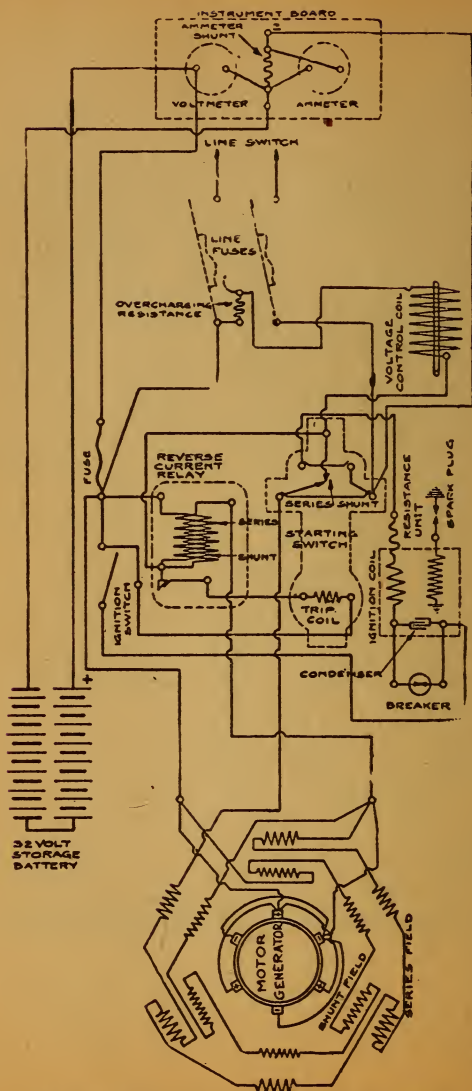 INSTRUMENT BOARD
AMMETER
SHUNT
VOLTMETER
AMMETER
LINE SWITCH
LINE
FUSES
OVERCHARGING
RESISTANCE
VOLTAGE
CONTROL COIL
FUSE
REVERSE
CURRENT
RELAY
SERIES
SHUNT
SERIES SHUNT
STARTING
SWITCH
RESISTANCE
UNIT
SPARK PLUG
IGNITION
SWITCH
TRIP
COIL
IGNITION COIL
CONDENSER
BREAKER
+
32 VOLT
STORAGE
BATTERY
MOTOR
GENERATOR
SHUNT FIELD
SERIES FIELD